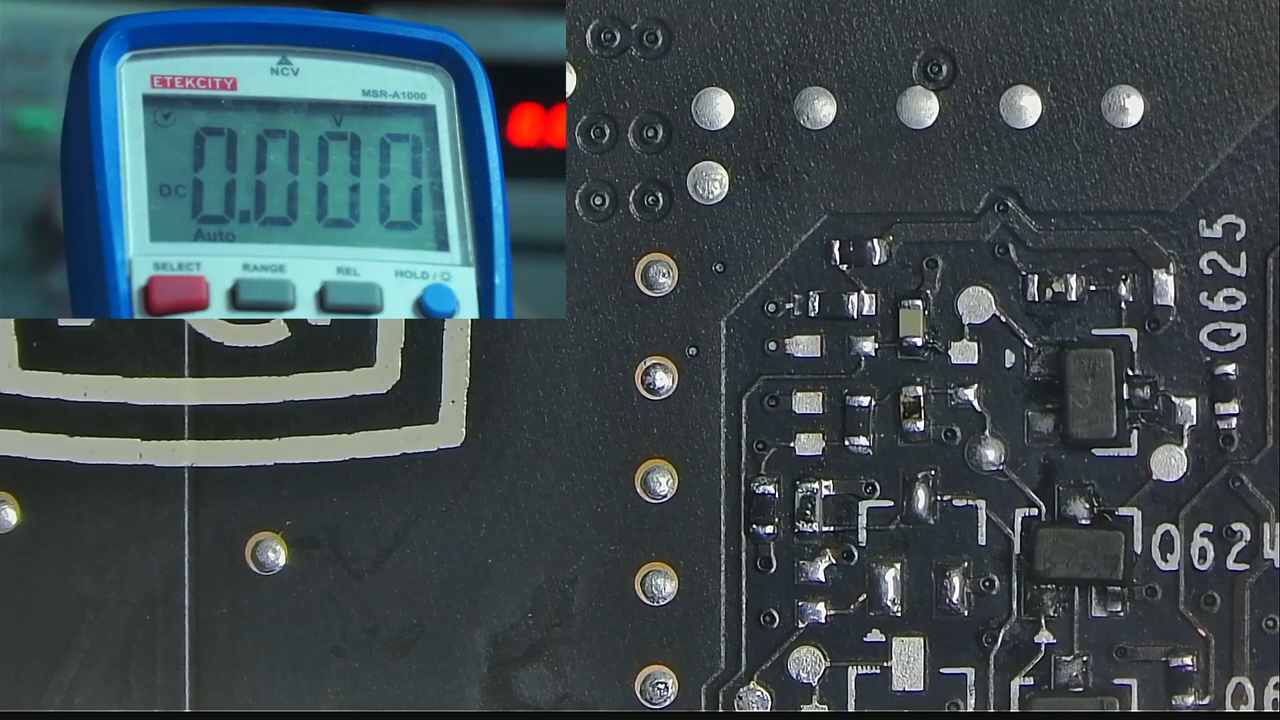 NCV
ETEKCITY
MSR-A1000
V
DC
0.000
Auto
SELECT
RANGE
REL
HOLD /
Q625
Q624